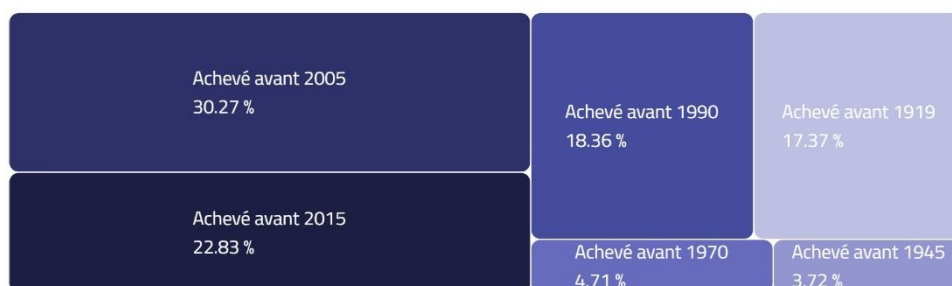 Achevé avant 2005
30.27 %
Achevé avant 2015
22.83 %
Achevé avant 1990
18.36 %
Achevé avant 1919
17.37 %
Achevé avant 1970
4.71 %
Achevé avant 1945
3.72 %